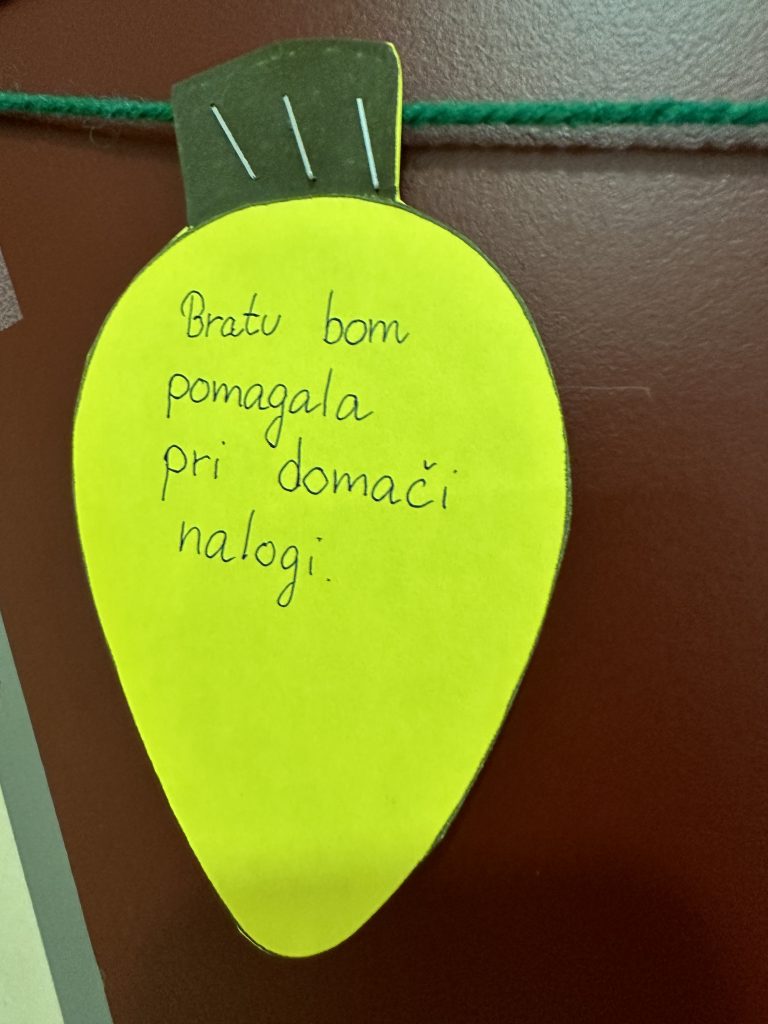 Bratu bom
pomagala
pri domači
nalogi.